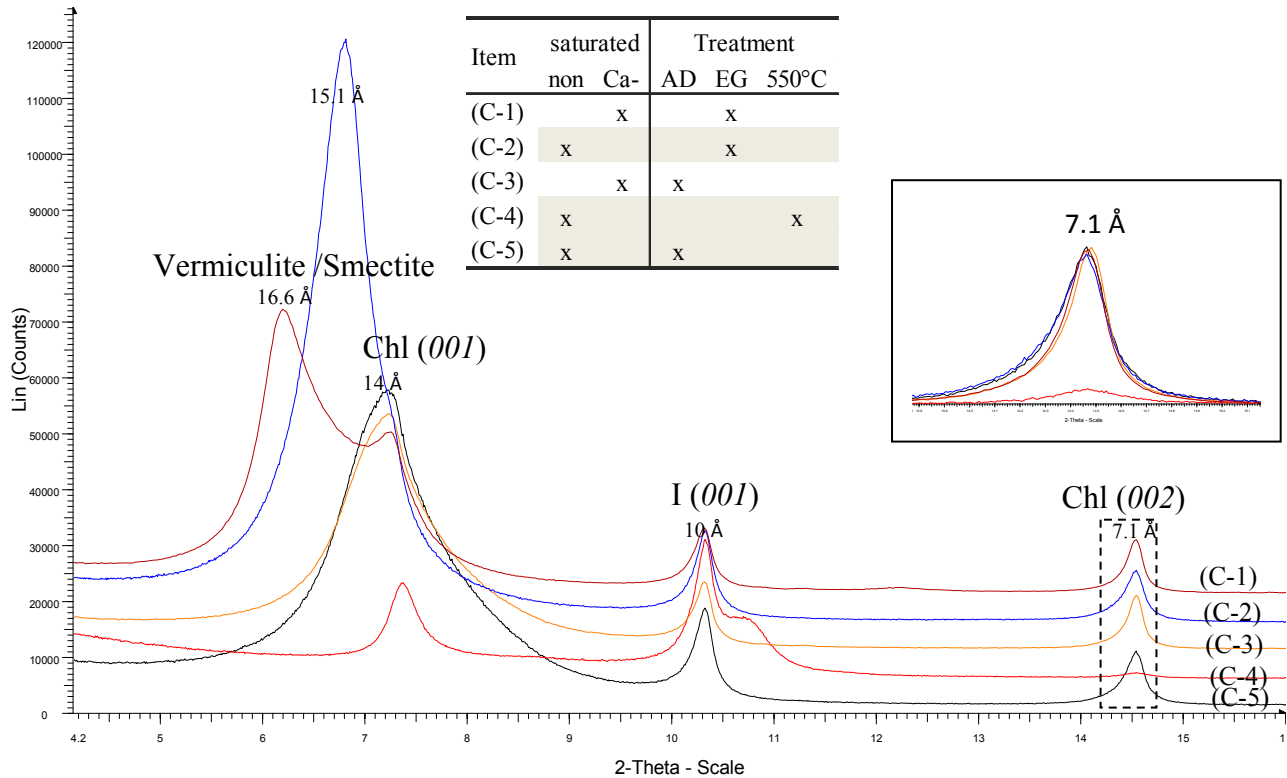 Lin (Counts)
120000
110000
100000
90000
80000
70000
60000
50000
40000
30000
20000
10000
0
Item saturated Treatment
non Ca- AD EG 550°C
(C-1) x x
(C-2) x x
(C-3) x x
(C-4) x x
(C-5) x x
15.1 Å
Vermiculite /Smectite
16.6 Å
Chl (001)
14 Å
I (001)
10 Å
Chl (002)
7.1 Å
7.1 Å
2-Theta - Scale
(C-1)
(C-2)
(C-3)
(C-4)
(C-5)
4.2 5 6 7 8 9 10 11 12 13 14 15 1
2-Theta - Scale